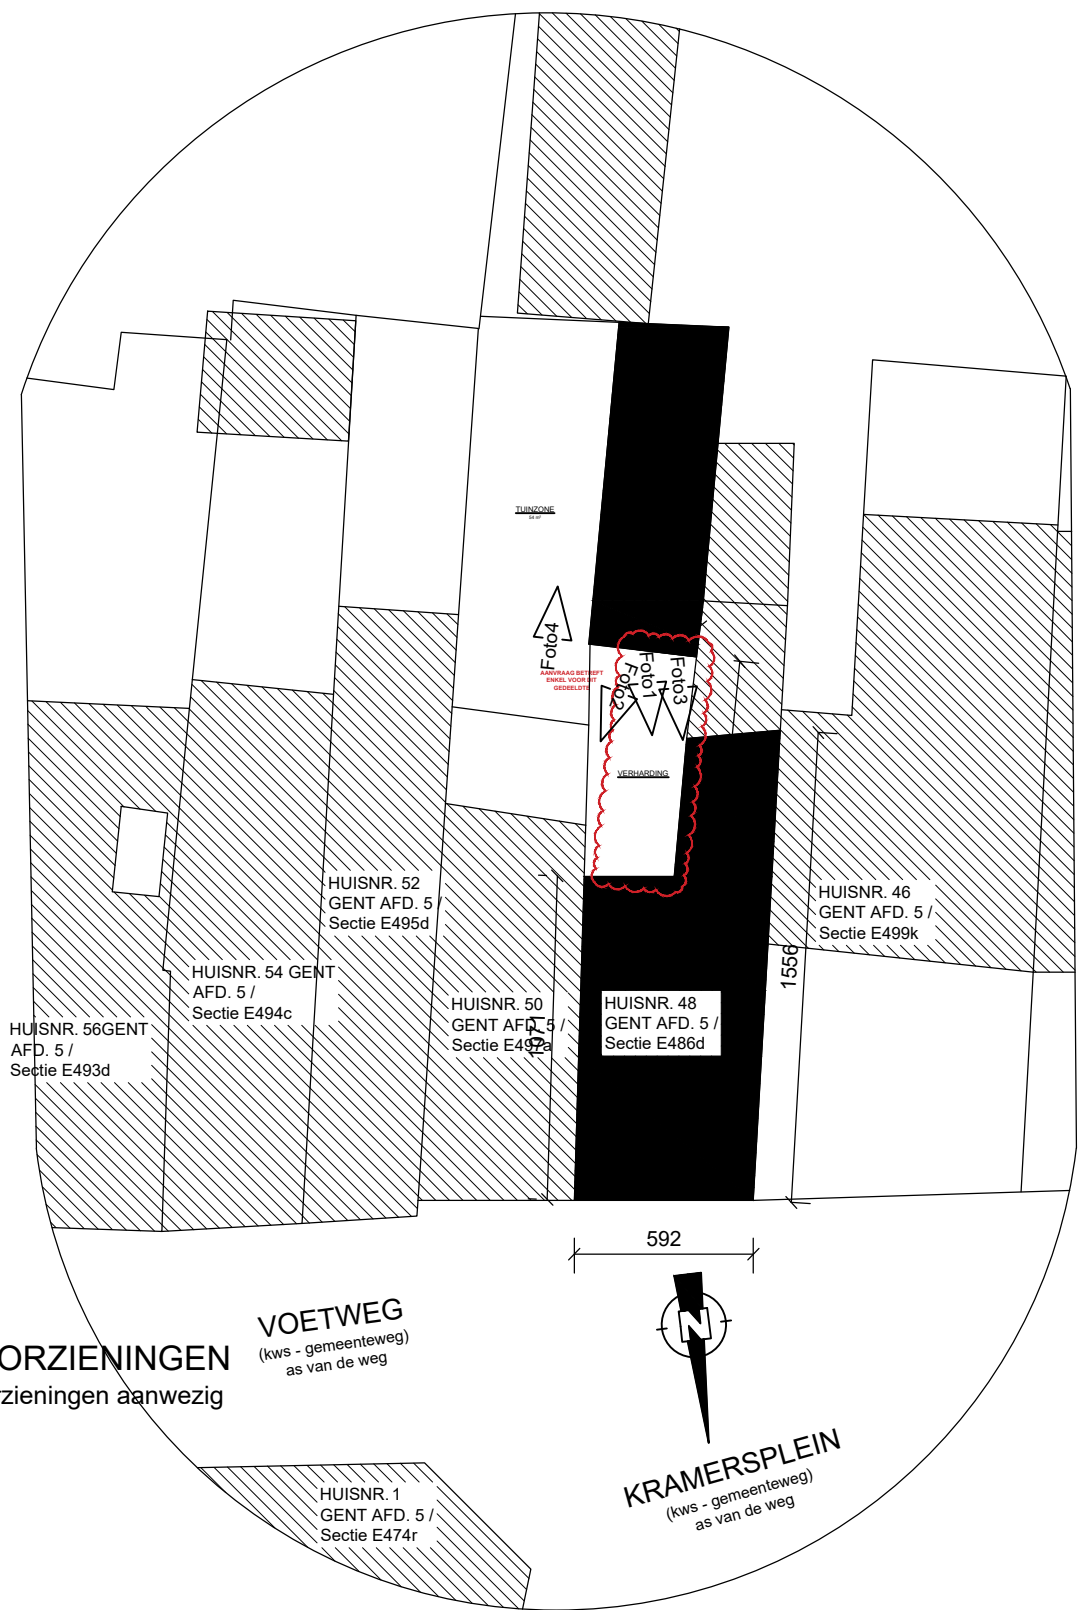 TUINZONE
54 m²
Foto4
AANVRAAG BETREFT
ENKEL VOOR DIT
GEDEELDTE
Foto2
Foto1
Foto3
VERHARDING
HUISNR. 52
GENT AFD. 5 /
Sectie E495d
HUISNR. 46
GENT AFD. 5 /
Sectie E499k
HUISNR. 54 GENT
AFD. 5 /
Sectie E494c
1556
HUISNR. 50
GENT AFD. 5 /
Sectie E497a
1071
HUISNR. 48
GENT AFD. 5 /
Sectie E486d
HUISNR. 56GENT
AFD. 5 /
Sectie E493d
592
N
VOETWEG
(kws - gemeenteweg)
as van de weg
ORZIENINGEN
rzieningen aanwezig
KRAMERSPLEIN
(kws - gemeenteweg)
as van de weg
HUISNR. 1
GENT AFD. 5 /
Sectie E474r